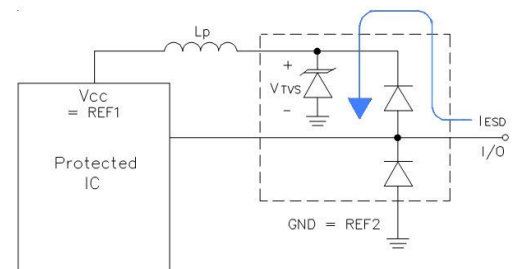 Lp
+
VTVS
-
Vcc
= REF1
Protected
IC
IESD
I/O
GND = REF2